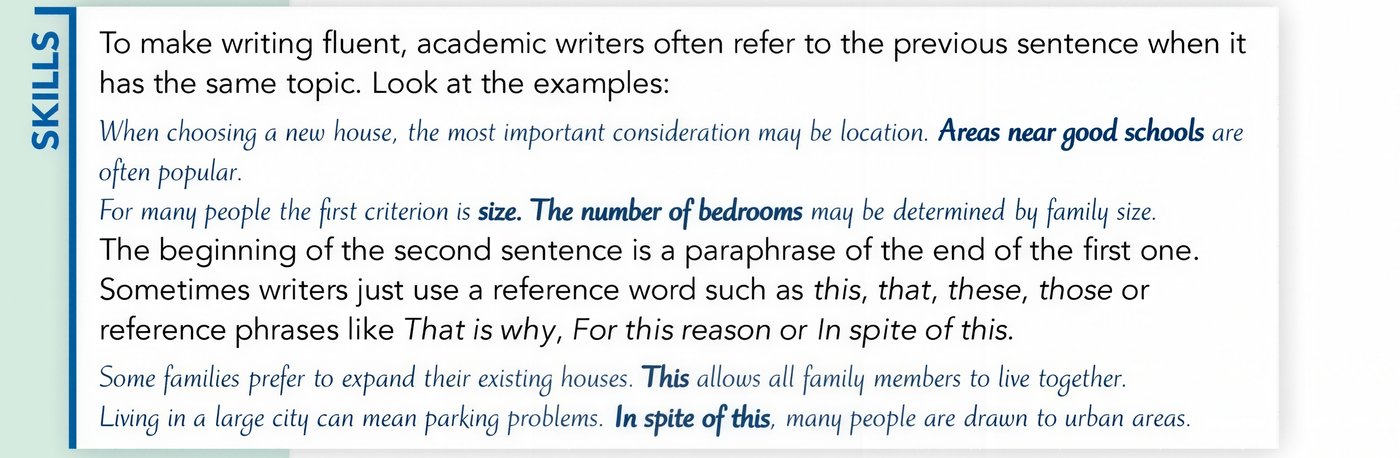 SKILLS
To make writing fluent, academic writers often refer to the previous sentence when it
has the same topic. Look at the examples:
When choosing a new house, the most important consideration may be location. Areas near good schools are
often popular.
For many people the first criterion is size. The number of bedrooms may be determined by family size.
The beginning of the second sentence is a paraphrase of the end of the first one.
Sometimes writers just use a reference word such as this, that, these, those or
reference phrases like That is why, For this reason or In spite of this.
Some families prefer to expand their existing houses. This allows all family members to live together.
Living in a large city can mean parking problems. In spite of this, many people are drawn to urban areas.